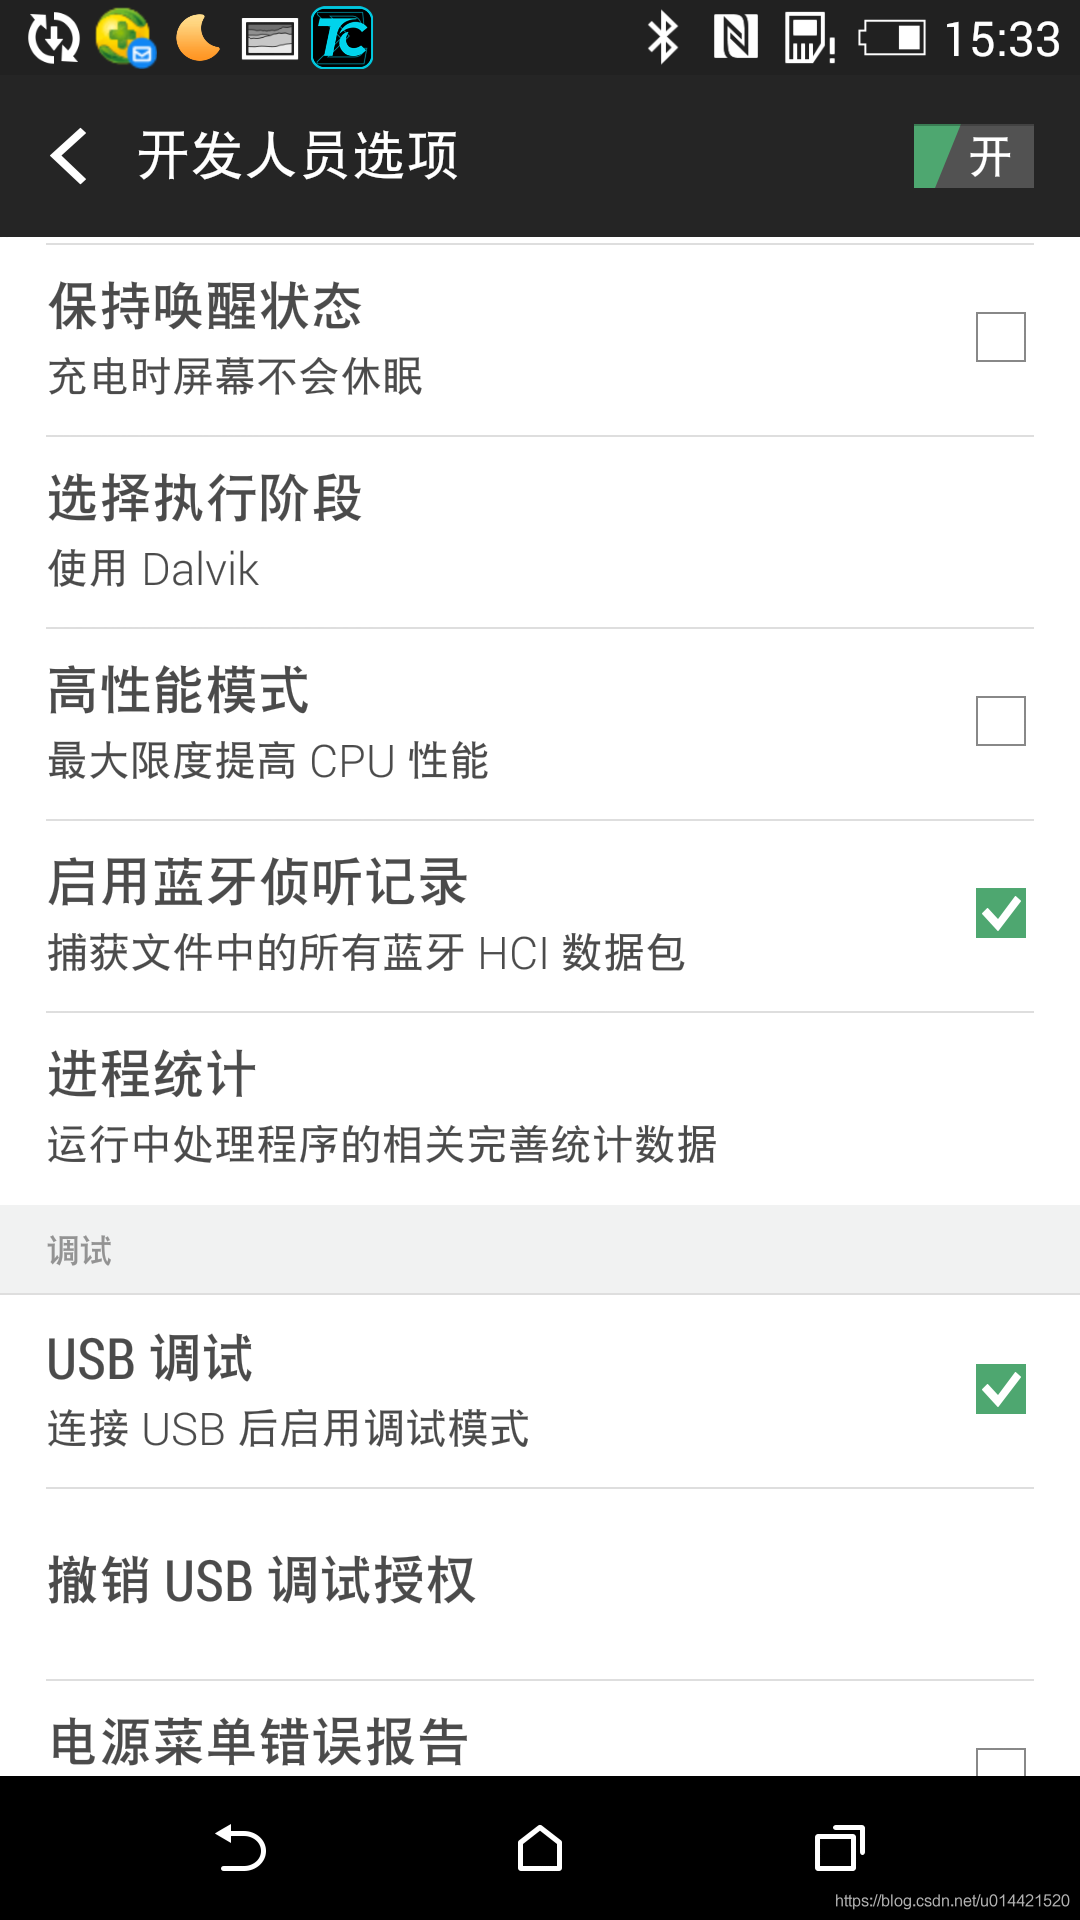 15:33
开发人员选项
开
保持唤醒状态
充电时屏幕不会休眠
选择执行阶段
使用 Dalvik
高性能模式
最大限度提高 CPU 性能
启用蓝牙侦听记录
捕获文件中的所有蓝牙 HCI 数据包
进程统计
运行中处理程序的相关完善统计数据
调试
USB 调试
连接 USB 后启用调试模式
撤销 USB 调试授权
电源菜单错误报告
https://blog.csdn.net/u014421520